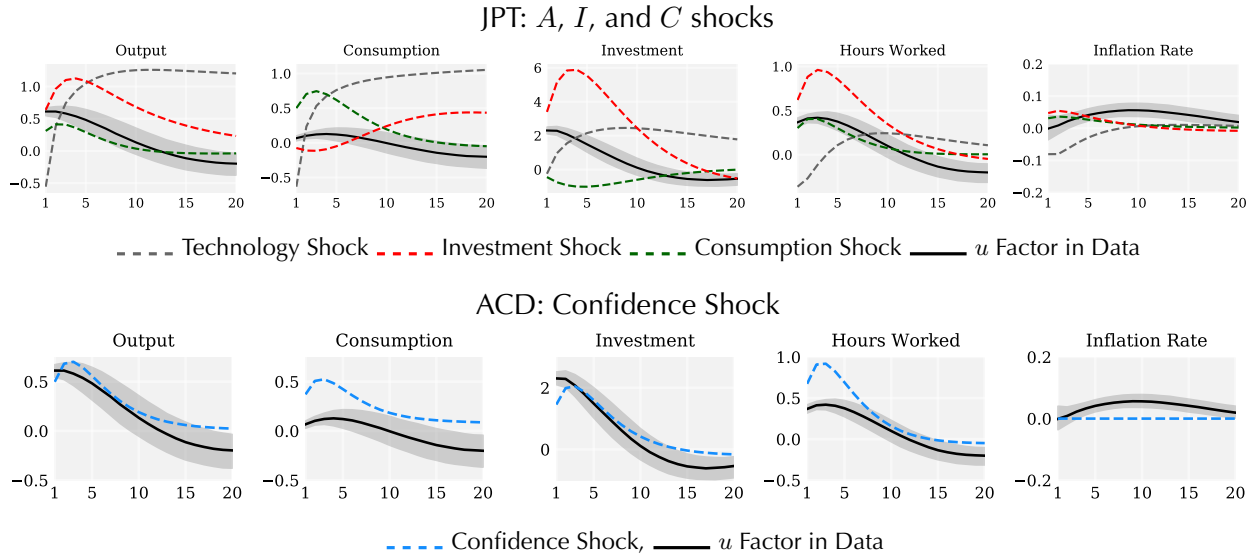 JPT: A, I, and C shocks
Output Consumption Investment Hours Worked Inflation Rate
1.0
0.5
0.0
−0.5
1 5 10 15 20
1.0
0.5
0.0
−0.5
1 5 10 15 20
6
4
2
0
1 5 10 15 20
1.0
0.5
0.0
1 5 10 15 20
0.2
0.1
0.0
−0.1
−0.2
1 5 10 15 20
Technology Shock Investment Shock Consumption Shock u Factor in Data
ACD: Confidence Shock
Output Consumption Investment Hours Worked Inflation Rate
0.5
0.0
−0.5
1 5 10 15 20
0.5
0.0
−0.5
1 5 10 15 20
2
0
1 5 10 15 20
1.0
0.5
0.0
−0.5
1 5 10 15 20
0.2
0.0
−0.2
1 5 10 15 20
Confidence Shock, u Factor in Data